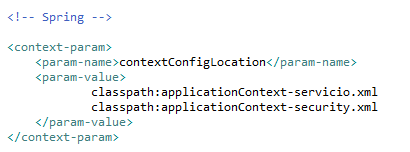 <!-- Spring -->
<context-param>
<param-name>contextConfigLocation</param-name>
<param-value>
classpath:applicationContext-servicio.xml
classpath:applicationContext-security.xml
</param-value>
</context-param>